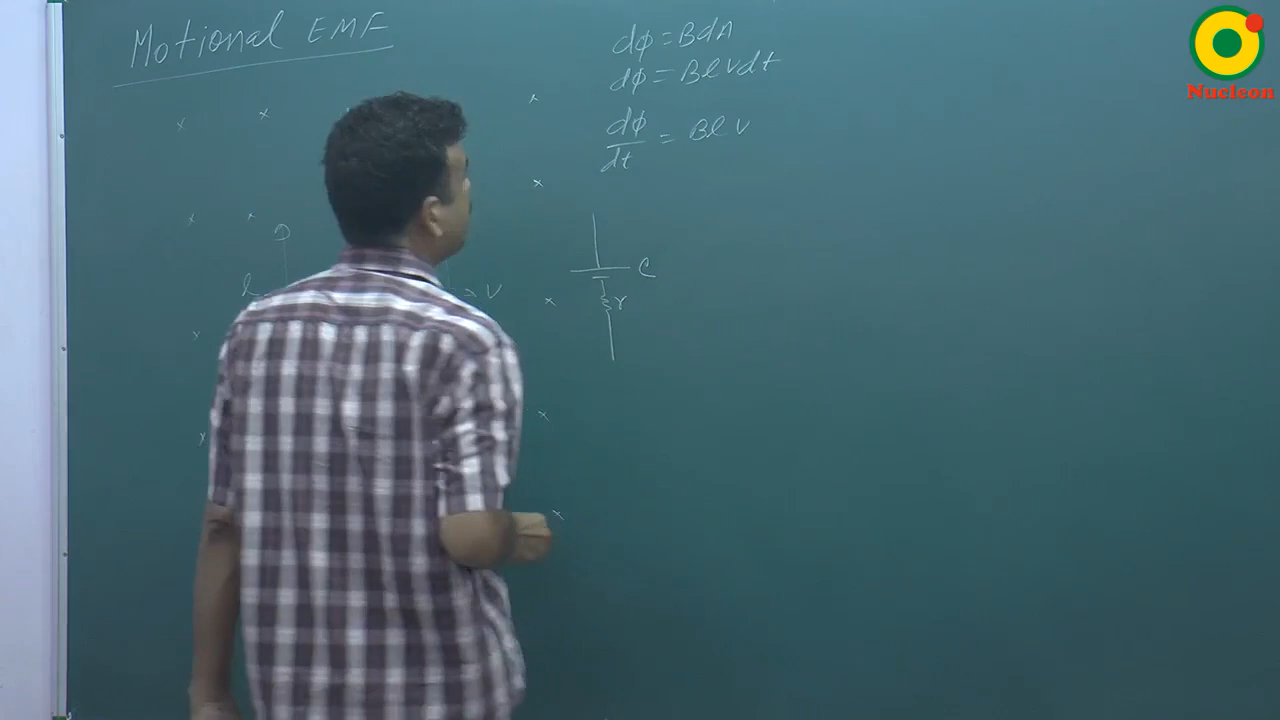 Motional EMF
dϕ = BdA
dϕ = Blvdt
dϕ/dt = Blv
l
v
e
r
Nucleon